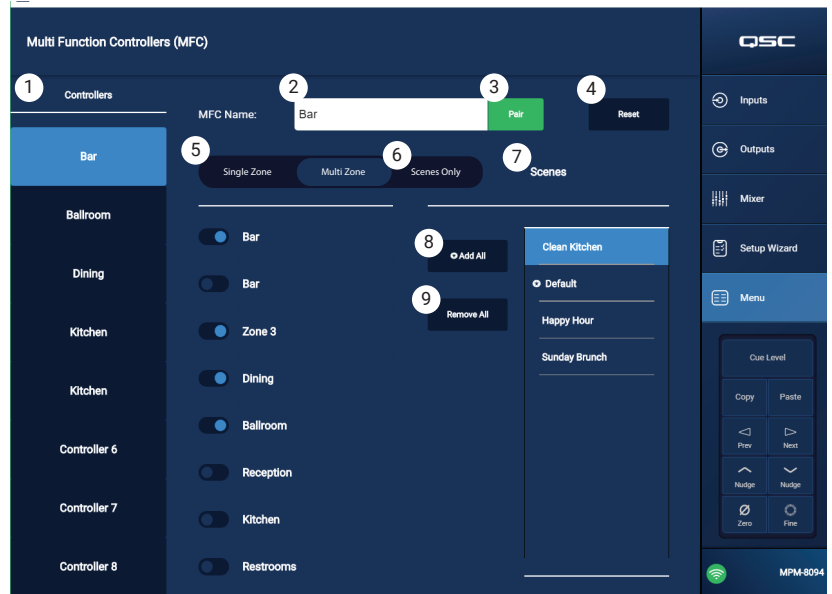 Multi Function Controllers (MFC)
QSC
1
Controllers
2
3
4
MFC Name:
Bar
Pair
Reset
5
6
7
Single Zone
Multi Zone
Scenes Only
Scenes
Bar
Ballroom
Dining
Kitchen
Kitchen
Controller 6
Controller 7
Controller 8
Bar
Bar
Zone 3
Dining
Ballroom
Reception
Kitchen
Restrooms
8
Add All
9
Remove All
Clean Kitchen
Default
Happy Hour
Sunday Brunch
Inputs
Outputs
Mixer
Setup Wizard
Menu
Cue Level
Copy
Paste
Prev
Next
Nudge
Nudge
Zero
Fine
MPM-8094